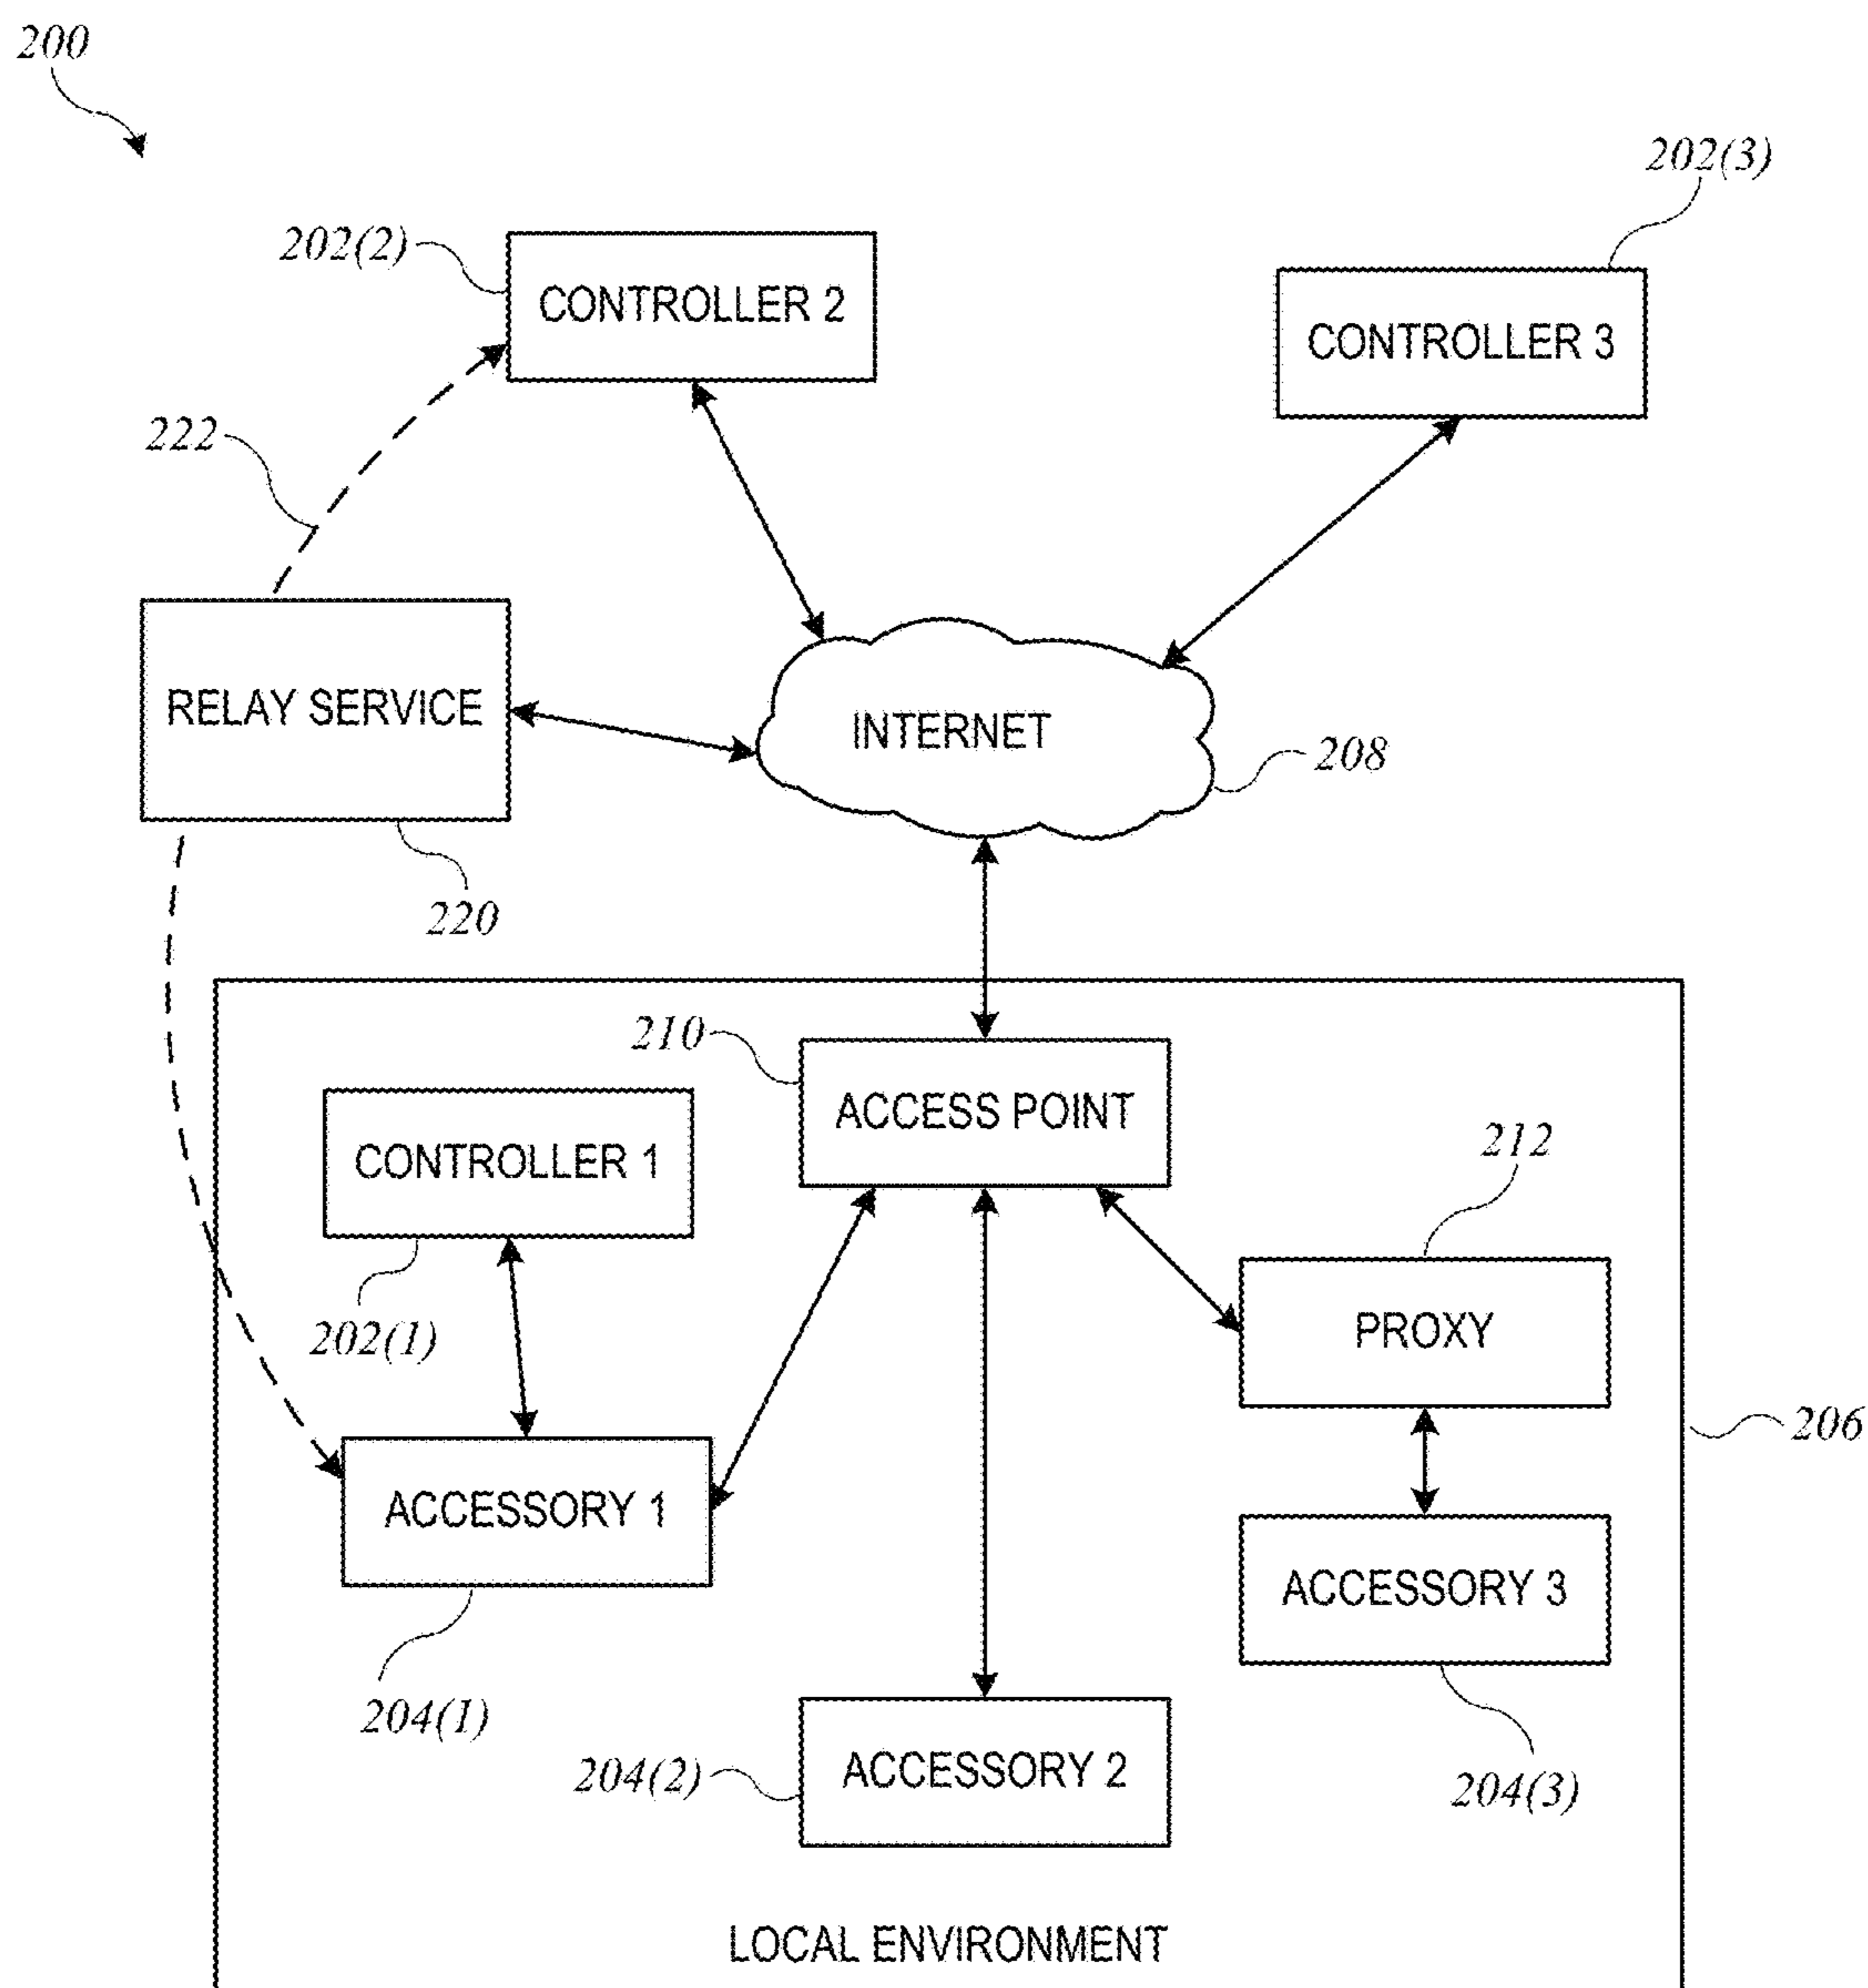 200
202(3)
202(2)
CONTROLLER 2
CONTROLLER 3
222
RELAY SERVICE
INTERNET
208
220
210
ACCESS POINT
CONTROLLER 1
212
202(1)
PROXY
206
ACCESSORY 1
ACCESSORY 3
204(1)
204(2)
ACCESSORY 2
204(3)
LOCAL ENVIRONMENT